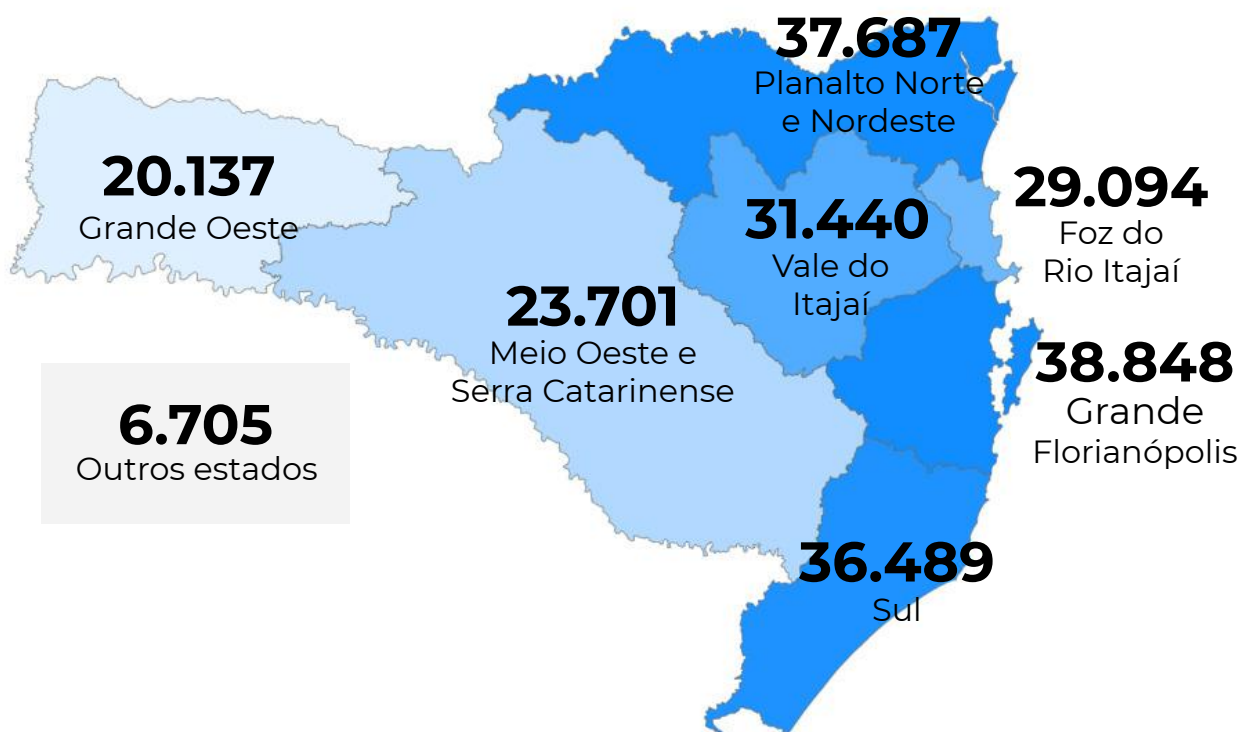 37.687
Planalto Norte
e Nordeste
20.137
Grande Oeste
29.094
Foz do
Rio Itajaí
31.440
Vale do
Itajaí
23.701
Meio Oeste e
Serra Catarinense
38.848
Grande
Florianópolis
6.705
Outros estados
36.489
Sul